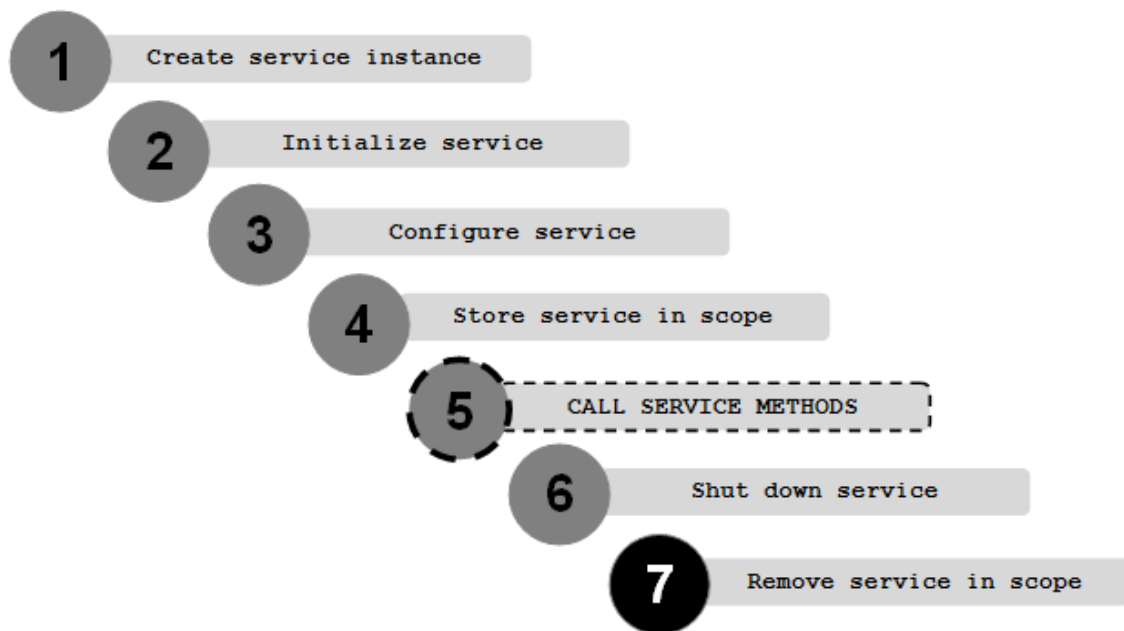 1 Create service instance
2 Initialize service
3 Configure service
4 Store service in scope
5 CALL SERVICE METHODS
6 Shut down service
7 Remove service in scope